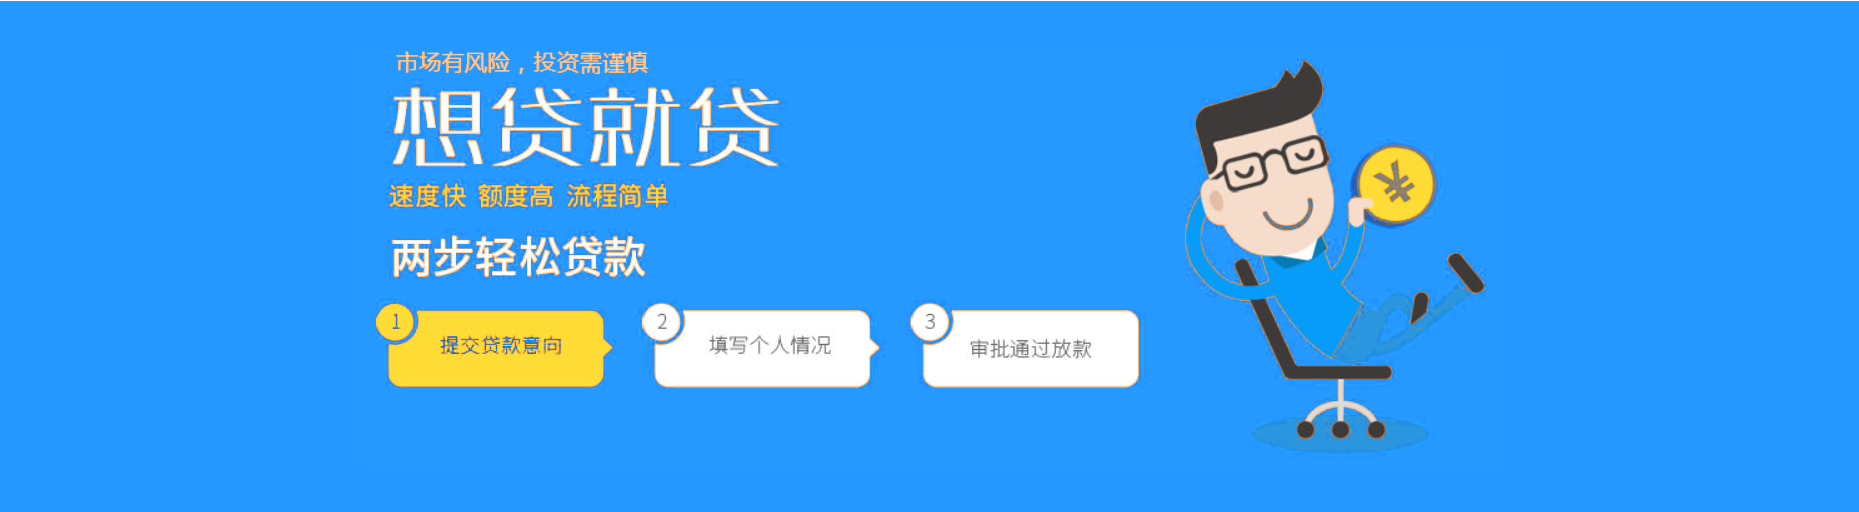 市场有风险，投资需谨慎
想贷就贷
速度快 额度高 流程简单
两步轻松贷款
1 提交贷款意向
2 填写个人情况
3 审批通过放款
¥